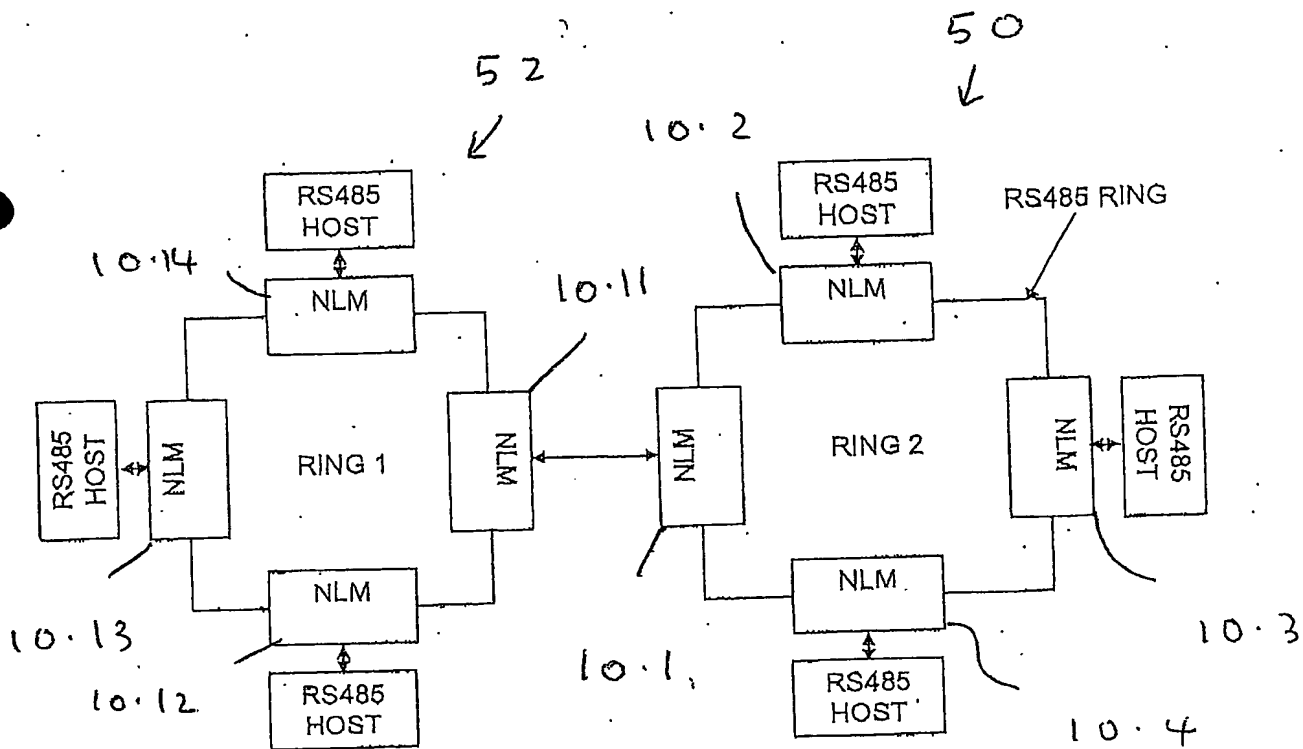 52
50
10.2
RS485
HOST
RS485
HOST
RS485 RING
10.14
NLM
10.11
NLM
RS485
HOST
NLM
RING 1
NLM
NLM
RING 2
NLM
RS485
HOST
NLM
NLM
10.13
10.12
RS485
HOST
10.1
RS485
HOST
10.3
10.4